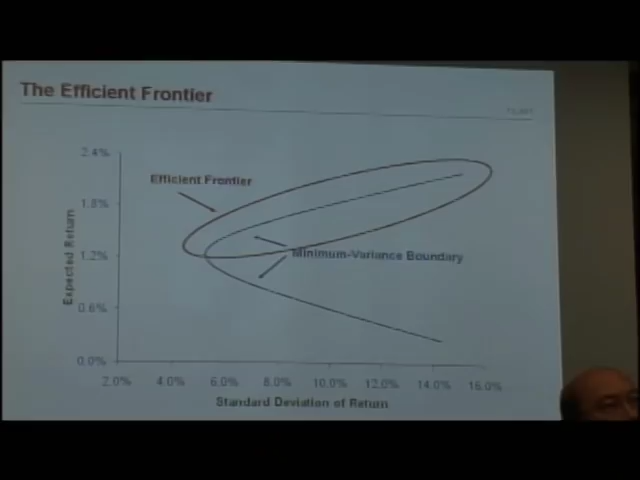 The Efficient Frontier
2.4%
Efficient Frontier
1.8%
Expected Return
1.2%
Minimum-Variance Boundary
0.6%
0.0%
2.0% 4.0% 6.0% 8.0% 10.0% 12.0% 14.0% 16.0%
Standard Deviation of Return